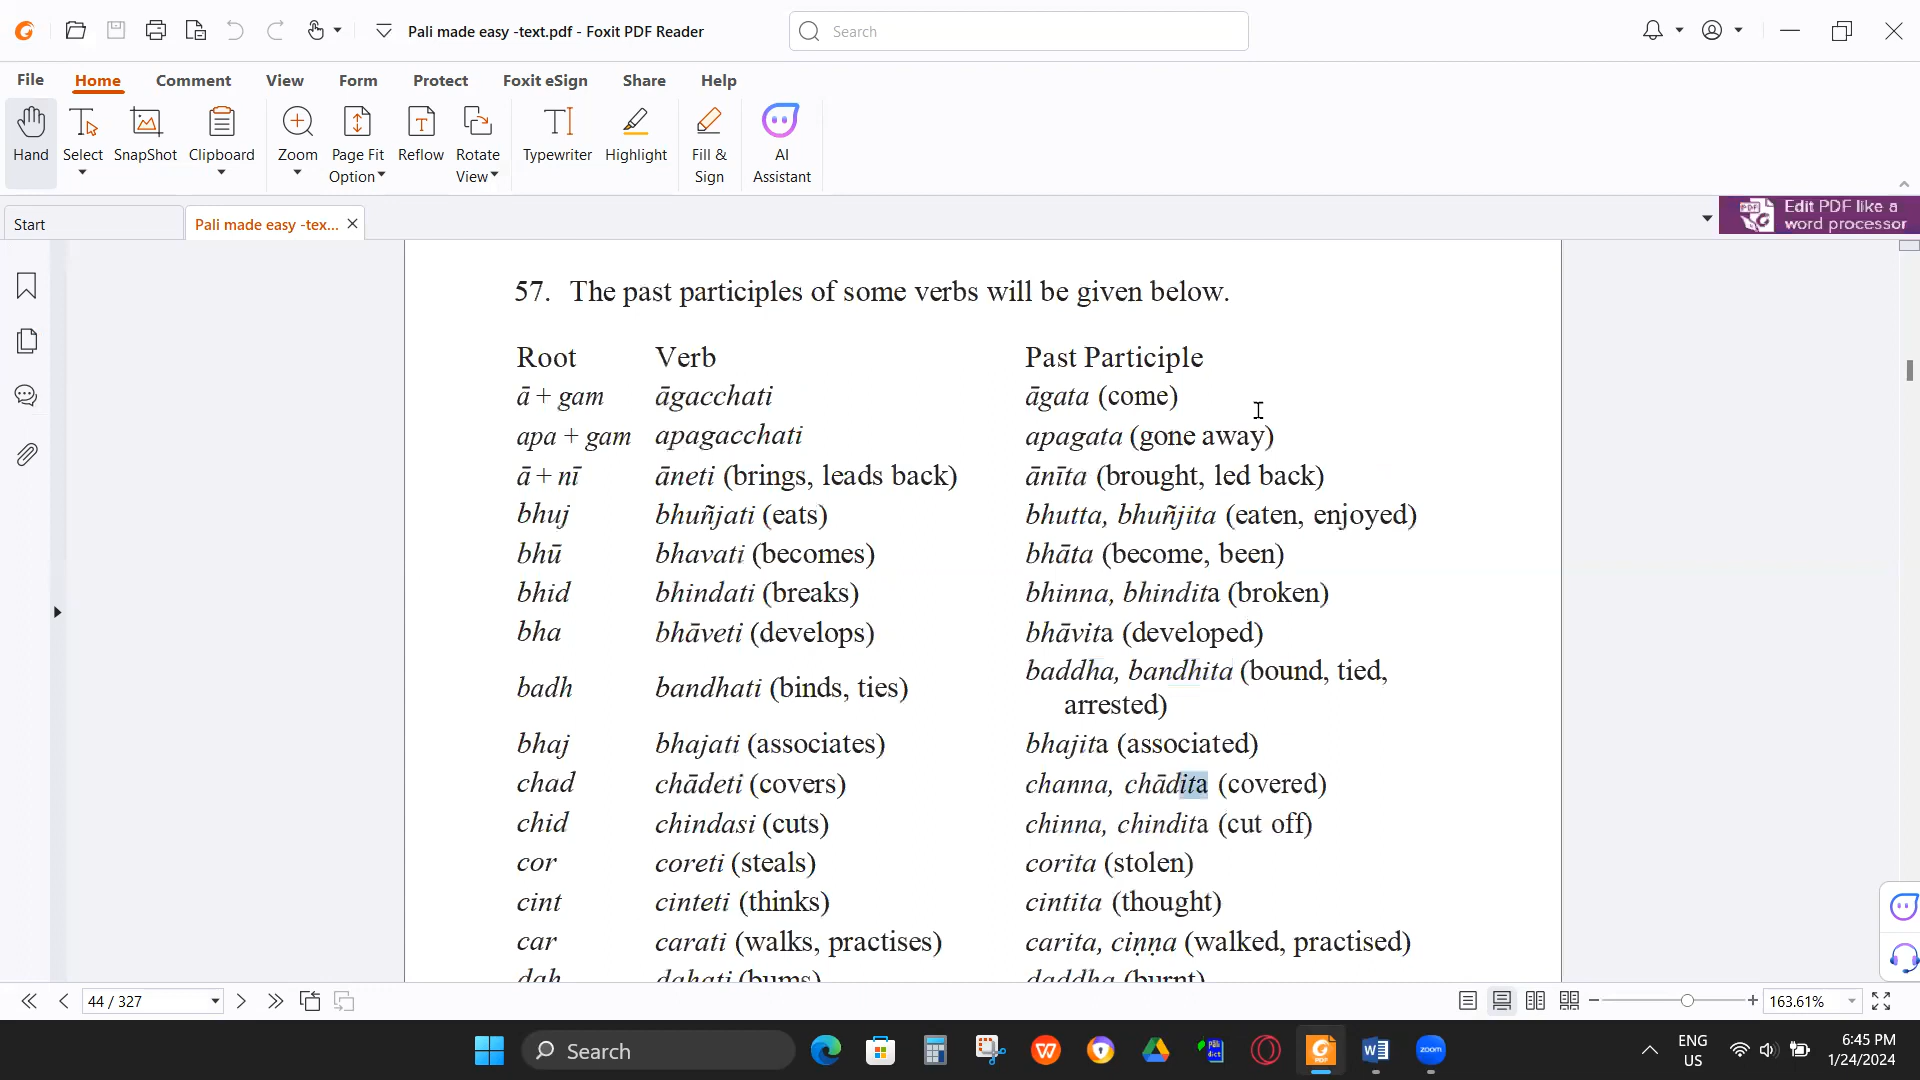 Pali made easy -text.pdf - Foxit PDF Reader
Search
File Home Comment View Form Protect Foxit eSign Share Help
Hand Select SnapShot Clipboard Zoom Page Fit Option Reflow Rotate View Typewriter Highlight Fill & Sign AI Assistant
Start
Pali made easy -tex...
Edit PDF like a
word processor
57. The past participles of some verbs will be given below.
Root Verb Past Participle
ā + gam āgacchati āgata (come)
apa + gam apagacchati apagata (gone away)
ā + nī āneti (brings, leads back) ānīta (brought, led back)
bhuj bhuñjati (eats) bhutta, bhuñjita (eaten, enjoyed)
bhū bhavati (becomes) bhāta (become, been)
bhid bhindati (breaks) bhinna, bhindita (broken)
bha bhāveti (develops) bhāvita (developed)
badh bandhati (binds, ties) baddha, bandhita (bound, tied,
arrested)
bhaj bhajati (associates) bhajita (associated)
chad chādeti (covers) channa, chādita (covered)
chid chindasi (cuts) chinna, chindita (cut off)
cor coreti (steals) corita (stolen)
cint cinteti (thinks) cintita (thought)
car carati (walks, practises) carita, ciṇṇa (walked, practised)
dah dahati (bums) daddha (burnt)
44 / 327
163.61%
Search
zoom
ENG
US
6:45 PM
1/24/2024